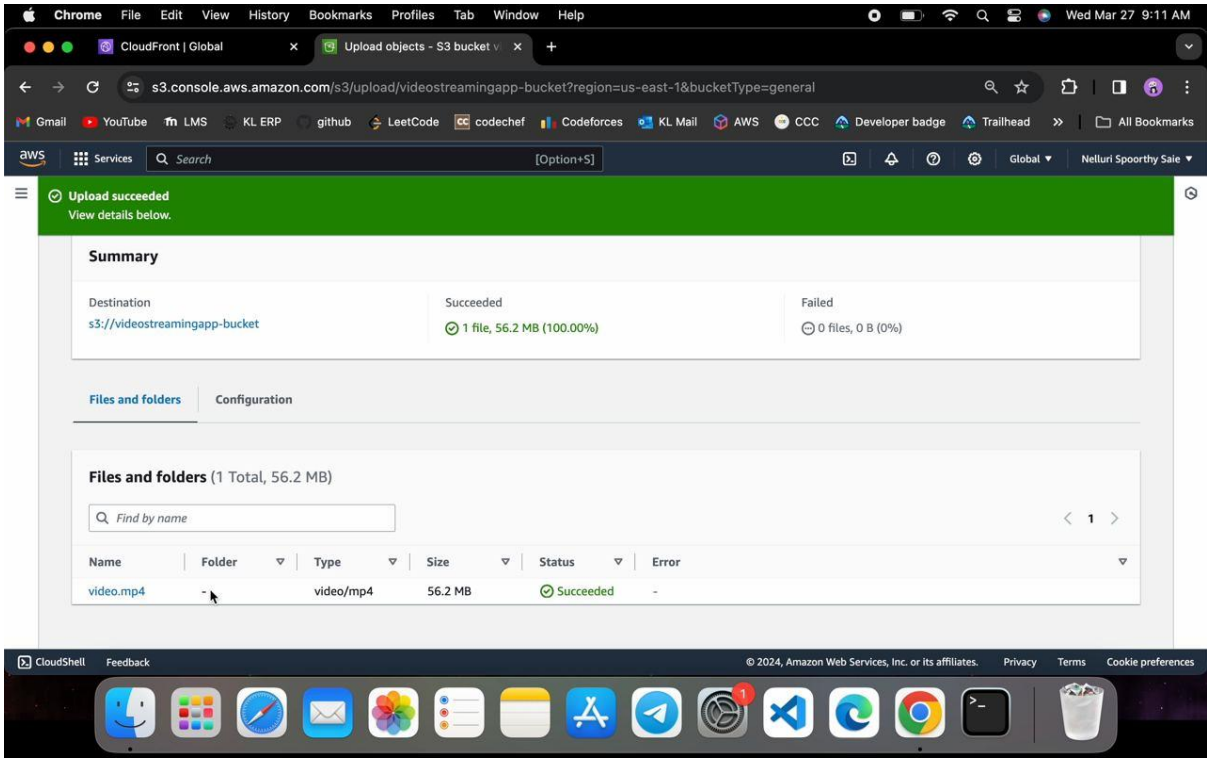 Chrome File Edit View History Bookmarks Profiles Tab Window Help Wed Mar 27 9:11 AM
CloudFront | Global Upload objects - S3 bucket vi
s3.console.aws.amazon.com/s3/upload/videostreamingapp-bucket?region=us-east-1&bucketType=general
Gmail YouTube LMS KL ERP github LeetCode CC codechef Codeforces KL Mail AWS CCC Developer badge Trailhead » All Bookmarks
aws Services Search [Option+S] Global Nelluri Spoorthy Saie
Upload succeeded
View details below.
Summary
Destination Succeeded Failed
s3://videostreamingapp-bucket 1 file, 56.2 MB (100.00%) 0 files, 0 B (0%)
Files and folders Configuration
Files and folders (1 Total, 56.2 MB)
Find by name < 1 >
Name Folder Type Size Status Error
video.mp4 - video/mp4 56.2 MB Succeeded -
CloudShell Feedback © 2024, Amazon Web Services, Inc. or its affiliates. Privacy Terms Cookie preferences
1